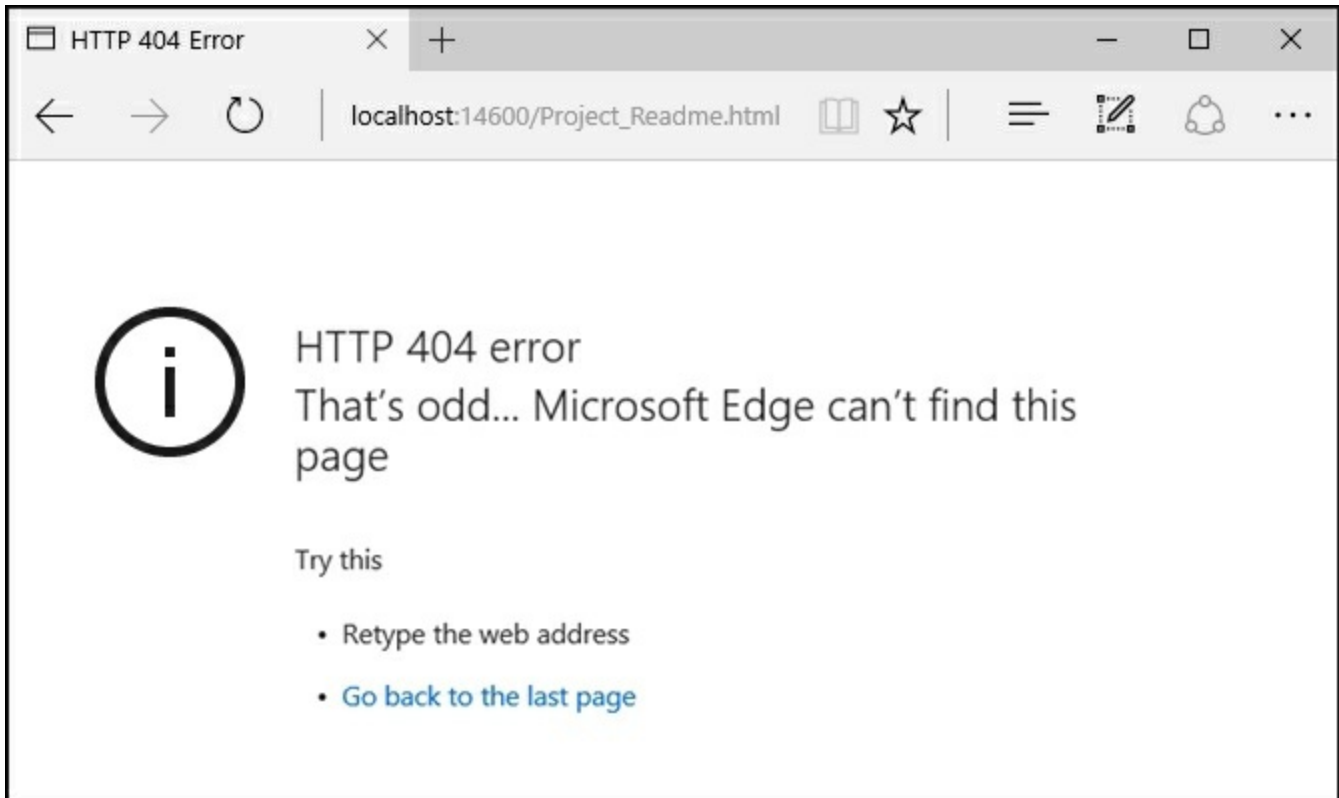 HTTP 404 Error
localhost:14600/Project_Readme.html
HTTP 404 error
That's odd... Microsoft Edge can't find this
page
Try this
• Retype the web address
• Go back to the last page